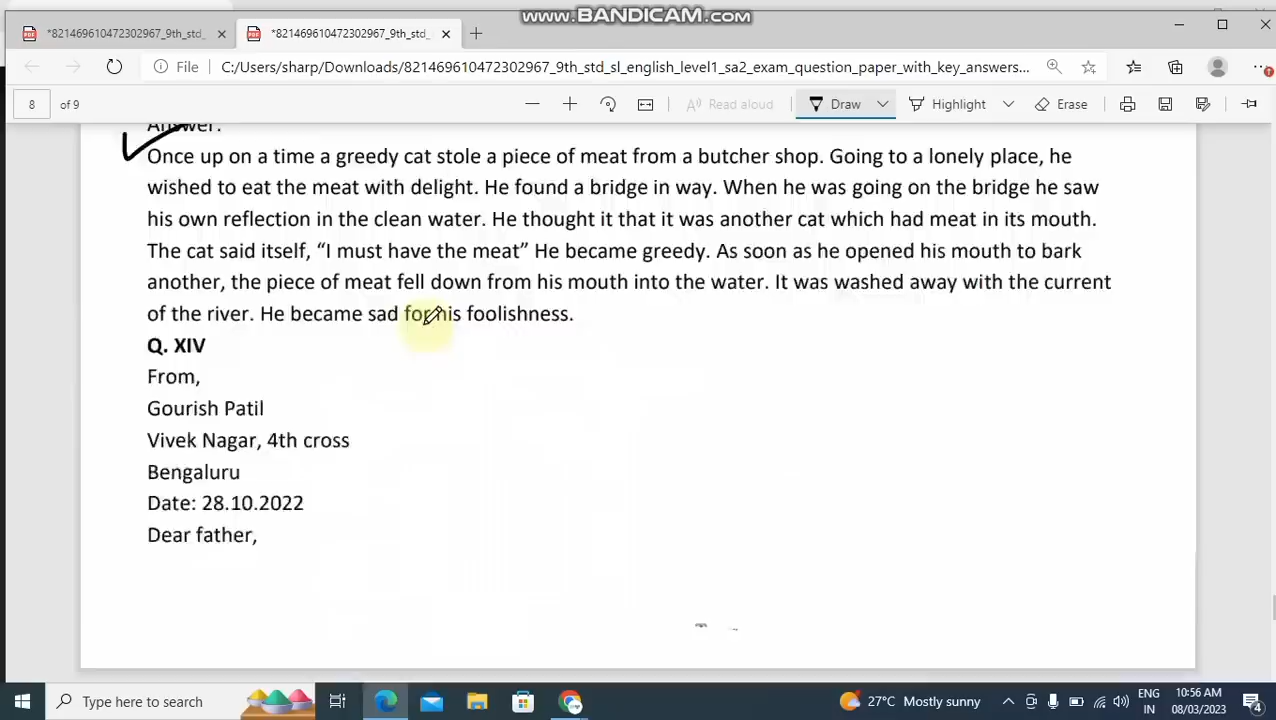 www.BANDICAM.com
*821469610472302967_9th_std_
*821469610472302967_9th_std_
File
C:/Users/sharp/Downloads/821469610472302967_9th_std_sl_english_level1_sa2_exam_question_paper_with_key_answers...
8 of 9
Read aloud
Draw
Highlight
Erase
Answer:
Once up on a time a greedy cat stole a piece of meat from a butcher shop. Going to a lonely place, he
wished to eat the meat with delight. He found a bridge in way. When he was going on the bridge he saw
his own reflection in the clean water. He thought it that it was another cat which had meat in its mouth.
The cat said itself, “I must have the meat” He became greedy. As soon as he opened his mouth to bark
another, the piece of meat fell down from his mouth into the water. It was washed away with the current
of the river. He became sad for his foolishness.
Q. XIV
From,
Gourish Patil
Vivek Nagar, 4th cross
Bengaluru
Date: 28.10.2022
Dear father,
Type here to search
27°C Mostly sunny
ENG
IN
10:56 AM
08/03/2023
4